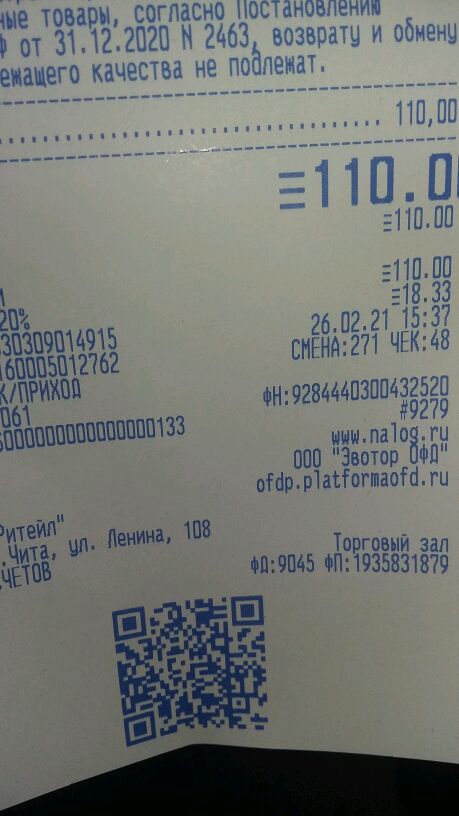 ные товары, согласно Постановлению
ф от 31.12.2020 N 2463, возврату и обмену
ежащего качества не подлежат.
110,00
≡110.0
≡110.00
≡110.00
≡18.33
20%
26.02.21 15:37
30309014915
СМЕНА:271 ЧЕК:48
160005012762
К/ПРИХОД
ФН:9284440300432520
061
#9279
00000000000000133
www.nalog.ru
ООО "Эвотор ОФД"
ofdp.platformaofd.ru
Ритейл"
.Чита, ул. Ленина, 108
Торговый зал
ЧЕТОВ
ФД:9045 ФП:1935831879